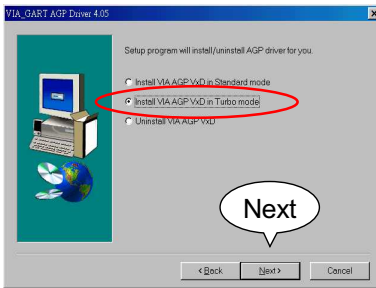 VIA_GART AGP Driver 4.05
Setup program will install/uninstall AGP driver for you.
Install VIA AGP VxD in Standard mode
Install VIA AGP VxD in Turbo mode
Uninstall VIA AGP VxD
Next
< Back
Next >
Cancel